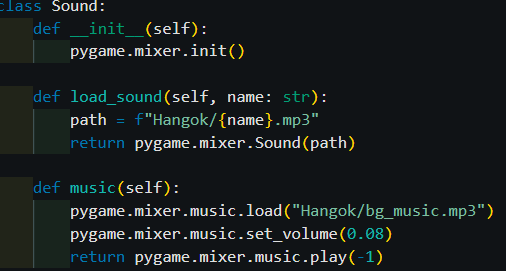 class Sound:
    def __init__(self):
        pygame.mixer.init()
    def load_sound(self, name: str):
        path = f"Hangok/{name}.mp3"
        return pygame.mixer.Sound(path)
    def music(self):
        pygame.mixer.music.load("Hangok/bg_music.mp3")
        pygame.mixer.music.set_volume(0.08)
        return pygame.mixer.music.play(-1)